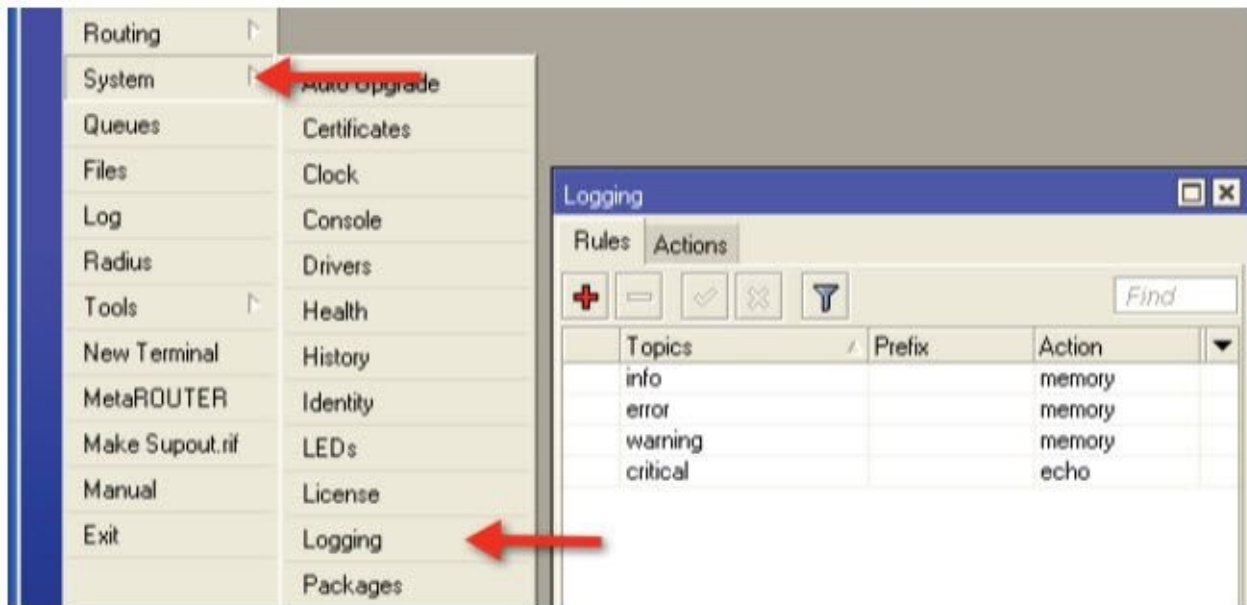 Routing
System
Queues
Files
Log
Radius
Tools
New Terminal
MetaROUTER
Make Supout.rif
Manual
Exit
Auto Upgrade
Certificates
Clock
Console
Drivers
Health
History
Identity
LEDs
License
Logging
Packages
Logging
Rules Actions
Find
Topics Prefix Action
info memory
error memory
warning memory
critical echo